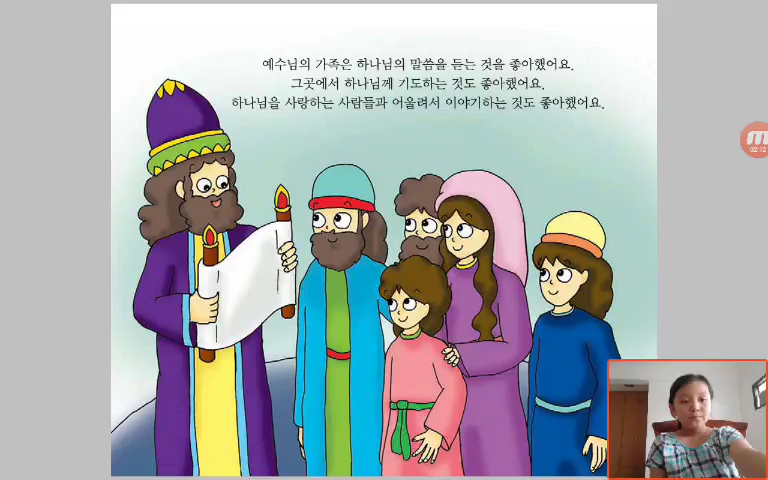 예수님의 가족은 하나님의 말씀을 듣는 것을 좋아했어요.
그곳에서 하나님께 기도하는 것도 좋아했어요.
하나님을 사랑하는 사람들과 어울려서 이야기하는 것도 좋아했어요.
02:12